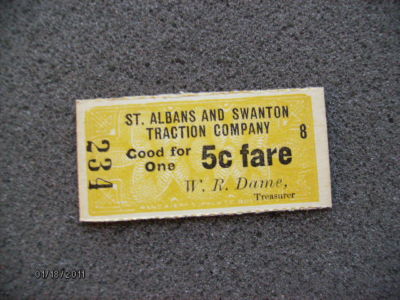 ST. ALBANS AND SWANTON
TRACTION COMPANY
8
234
Good for
One
5c fare
W. R. Dame,
Treasurer
01/18/2011